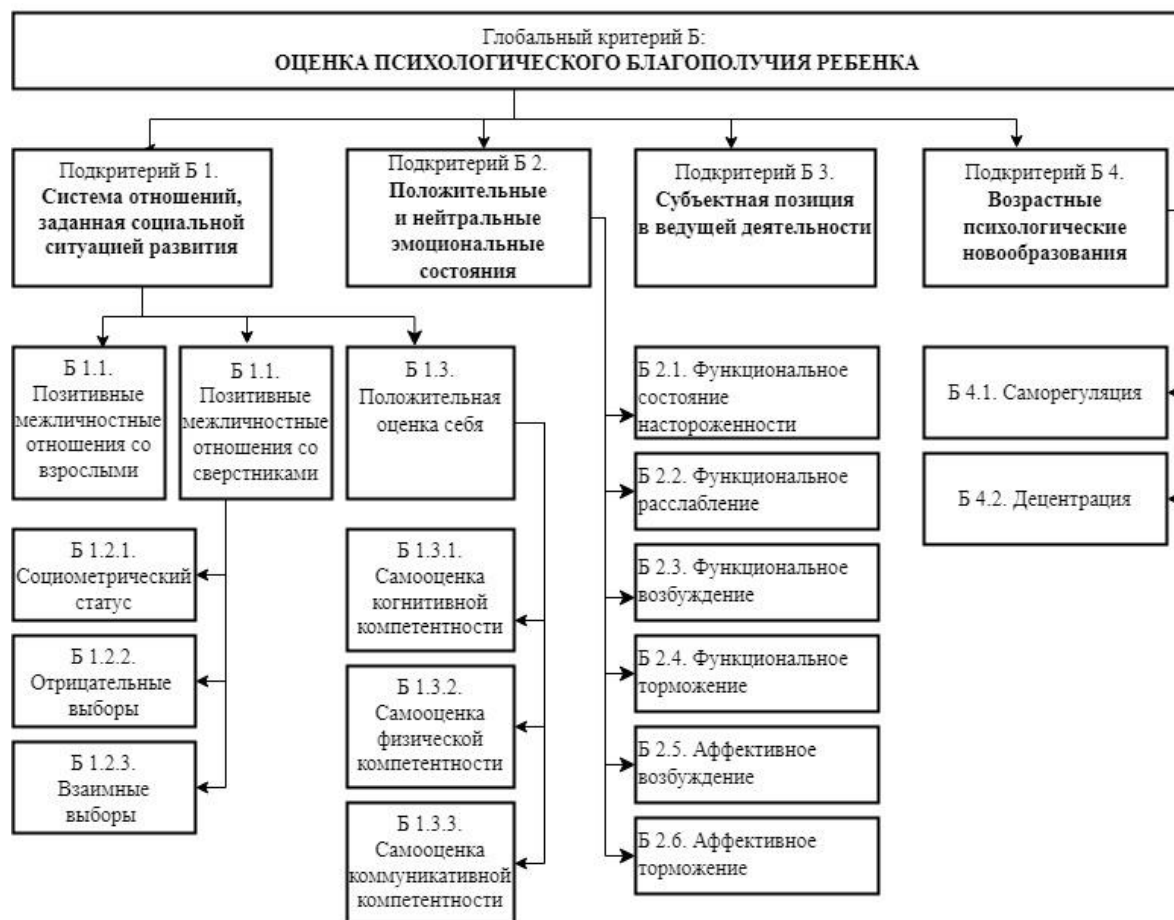 Глобальный критерий Б:
ОЦЕНКА ПСИХОЛОГИЧЕСКОГО БЛАГОПОЛУЧИЯ РЕБЕНКА
Подкритерий Б 1.
Система отношений,
заданная социальной
ситуацией развития
Подкритерий Б 2.
Положительные
и нейтральные
эмоциональные
состояния
Подкритерий Б 3.
Субъектная позиция
в ведущей деятельности
Подкритерий Б 4.
Возрастные
психологические
новообразования
Б 1.1.
Позитивные
межличностные
отношения со
взрослыми
Б 1.1.
Позитивные
межличностные
отношения со
сверстниками
Б 1.3.
Положительная
оценка себя
Б 1.2.1.
Социометрический
статус
Б 1.2.2.
Отрицательные
выборы
Б 1.2.3.
Взаимные
выборы
Б 1.3.1.
Самооценка
когнитивной
компетентности
Б 1.3.2.
Самооценка
физической
компетентности
Б 1.3.3.
Самооценка
коммуникативной
компетентности
Б 2.1. Функциональное
состояние
настороженности
Б 2.2. Функциональное
расслабление
Б 2.3. Функциональное
возбуждение
Б 2.4. Функциональное
торможение
Б 2.5. Аффективное
возбуждение
Б 2.6. Аффективное
торможение
Б 4.1. Саморегуляция
Б 4.2. Децентрация